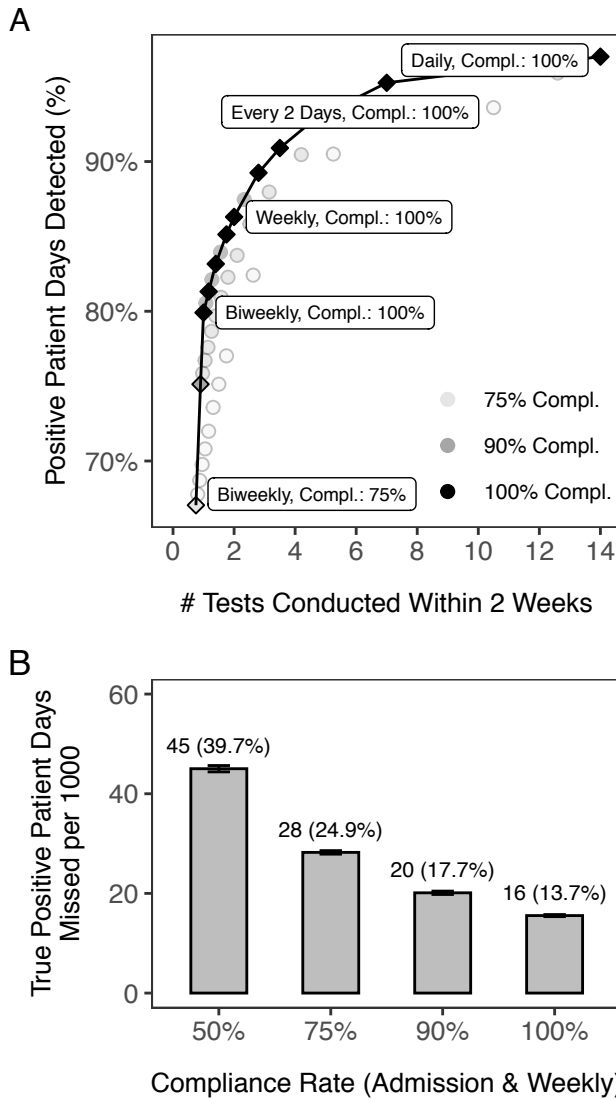 A
Positive Patient Days Detected (%)
90%
80%
70%
Daily, Compl.: 100%
Every 2 Days, Compl.: 100%
Weekly, Compl.: 100%
Biweekly, Compl.: 100%
Biweekly, Compl.: 75%
75% Compl.
90% Compl.
100% Compl.
0 2 4 6 8 10 12 14
# Tests Conducted Within 2 Weeks
B
True Positive Patient Days
Missed per 1000
60
40
20
0
45 (39.7%)
28 (24.9%)
20 (17.7%)
16 (13.7%)
50% 75% 90% 100%
Compliance Rate (Admission & Weekly)